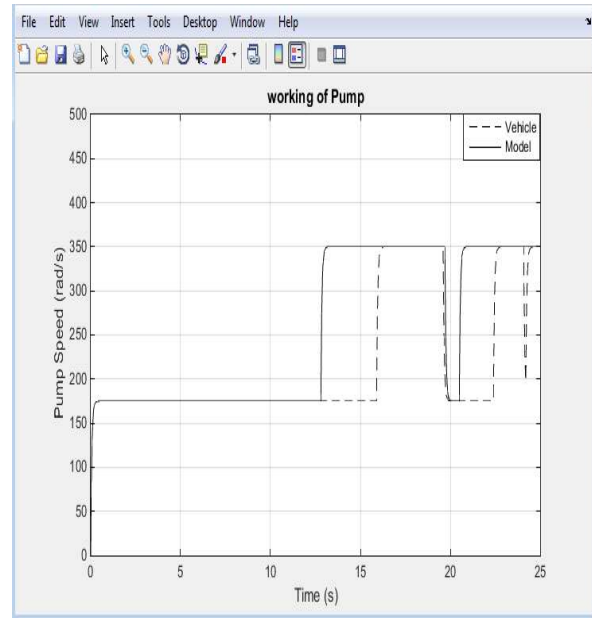 File Edit View Insert Tools Desktop Window Help
working of Pump
Vehicle
Model
500
450
400
350
300
250
200
150
100
50
0
Pump Speed (rad/s)
0 5 10 15 20 25
Time (s)